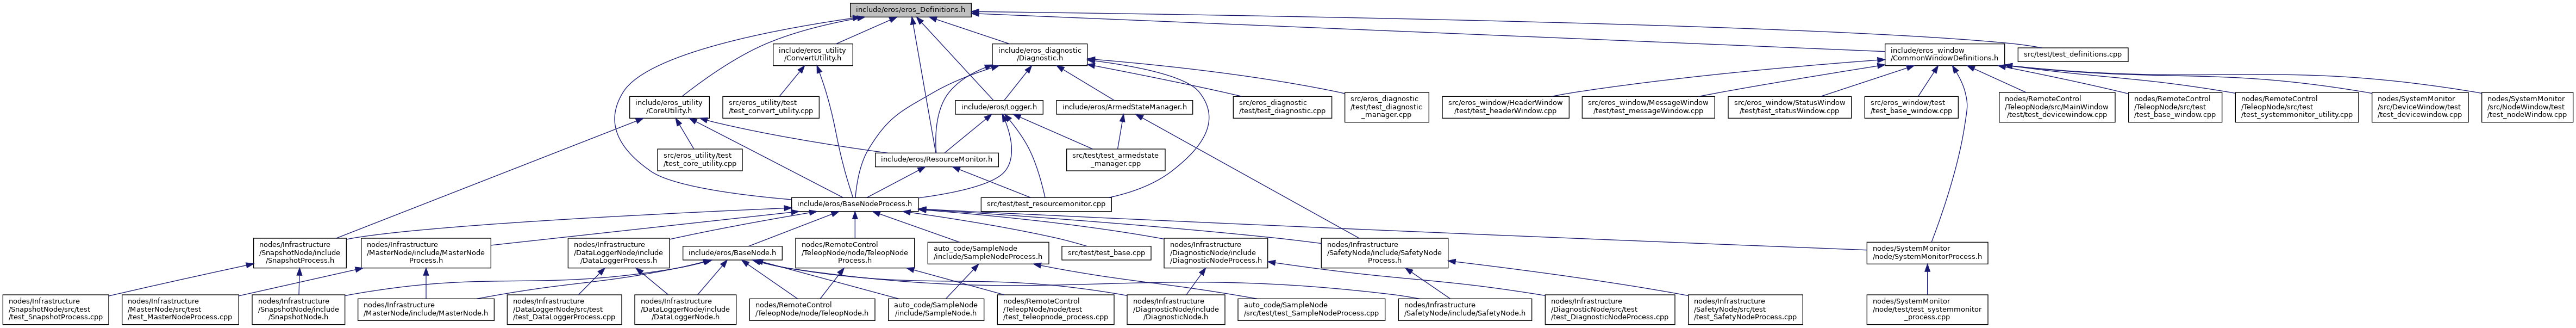 include/eros/eros_Definitions.h
include/eros_utility
/ConvertUtility.h
include/eros_diagnostic
/Diagnostic.h
include/eros_window
/CommonWindowDefinitions.h
src/test/test_definitions.cpp
include/eros_utility
/CoreUtility.h
src/eros_utility/test
/test_convert_utility.cpp
include/eros/Logger.h
include/eros/ArmedStateManager.h
src/eros_diagnostic
/test/test_diagnostic.cpp
src/eros_diagnostic
/test/test_diagnostic
_manager.cpp
src/eros_window/HeaderWindow
/test/test_headerWindow.cpp
src/eros_window/MessageWindow
/test/test_messageWindow.cpp
src/eros_window/StatusWindow
/test/test_statusWindow.cpp
src/eros_window/test
/test_base_window.cpp
nodes/RemoteControl
/TeleopNode/src/MainWindow
/test/test_devicewindow.cpp
nodes/RemoteControl
/TeleopNode/src/test
/test_base_window.cpp
nodes/RemoteControl
/TeleopNode/src/test
/test_systemmonitor_utility.cpp
nodes/SystemMonitor
/src/DeviceWindow/test
/test_devicewindow.cpp
nodes/SystemMonitor
/src/NodeWindow/test
/test_nodeWindow.cpp
src/eros_utility/test
/test_core_utility.cpp
include/eros/ResourceMonitor.h
src/test/test_armedstate
_manager.cpp
include/eros/BaseNodeProcess.h
src/test/test_resourcemonitor.cpp
nodes/Infrastructure
/SnapshotNode/include
/SnapshotProcess.h
nodes/Infrastructure
/MasterNode/include/MasterNode
Process.h
nodes/Infrastructure
/DataLoggerNode/include
/DataLoggerProcess.h
include/eros/BaseNode.h
nodes/RemoteControl
/TeleopNode/node/TeleopNode
Process.h
auto_code/SampleNode
/include/SampleNodeProcess.h
src/test/test_base.cpp
nodes/Infrastructure
/DiagnosticNode/include
/DiagnosticNodeProcess.h
nodes/Infrastructure
/SafetyNode/include/SafetyNode
Process.h
nodes/SystemMonitor
/node/SystemMonitorProcess.h
nodes/Infrastructure
/SnapshotNode/src/test
/test_SnapshotProcess.cpp
nodes/Infrastructure
/MasterNode/src/test
/test_MasterNodeProcess.cpp
nodes/Infrastructure
/SnapshotNode/include
/SnapshotNode.h
nodes/Infrastructure
/MasterNode/include/MasterNode.h
nodes/Infrastructure
/DataLoggerNode/src/test
/test_DataLoggerProcess.cpp
nodes/Infrastructure
/DataLoggerNode/include
/DataLoggerNode.h
nodes/RemoteControl
/TeleopNode/node/TeleopNode.h
auto_code/SampleNode
/include/SampleNode.h
nodes/RemoteControl
/TeleopNode/node/test
/test_teleopnode_process.cpp
nodes/Infrastructure
/DiagnosticNode/include
/DiagnosticNode.h
auto_code/SampleNode
/src/test/test_SampleNodeProcess.cpp
nodes/Infrastructure
/SafetyNode/include/SafetyNode.h
nodes/Infrastructure
/DiagnosticNode/src/test
/test_DiagnosticNodeProcess.cpp
nodes/Infrastructure
/SafetyNode/src/test
/test_SafetyNodeProcess.cpp
nodes/SystemMonitor
/node/test/test_systemmonitor
_process.cpp